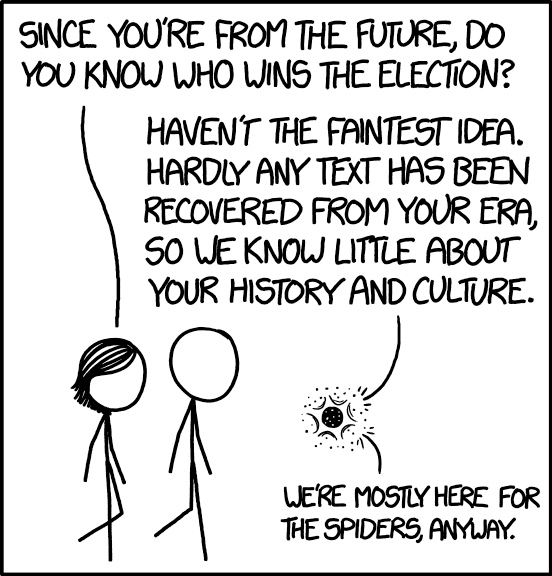 SINCE YOU'RE FROM THE FUTURE, DO
YOU KNOW WHO WINS THE ELECTION?
HAVEN'T THE FAINTEST IDEA.
HARDLY ANY TEXT HAS BEEN
RECOVERED FROM YOUR ERA,
SO WE KNOW LITTLE ABOUT
YOUR HISTORY AND CULTURE.
WE'RE MOSTLY HERE FOR
THE SPIDERS, ANYWAY.